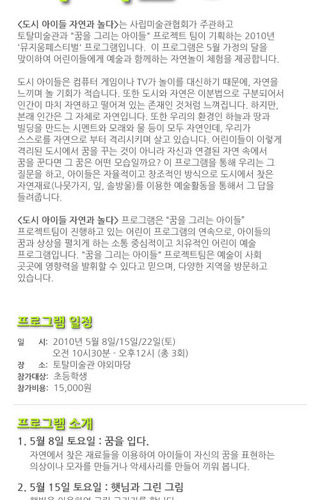 <도시 아이들 자연과 놀다>는 사립미술관협회가 주관하고
토탈미술관과 "꿈을 그리는 아이들" 프로젝트 팀이 기획하는 2010년
'뮤지움페스티벌' 프로그램입니다.  이 프로그램은 5월 가정의 달을
맞이하여 어린이들에게 예술과 함께하는 자연놀이 체험을 제공합니다.
도시 아이들은 컴퓨터 게임이나 TV가 놀이를 대신하기 때문에, 자연을
느끼며 놀 기회가 적습니다. 또한 도시와 자연은 이분법으로 구분되어서
인간이 마치 자연하고 떨어져 있는 존재인 것처럼 느껴집니다. 하지만,
본래 인간은 그 자체로 자연입니다. 또한 우리의 환경인 하늘과 땅과
빌딩을 만드는 시멘트와 모래와 물 등이 모두 자연인데, 우리가
스스로를 자연으로 부터 격리시키며 살고 있습니다. 어린이들이 이렇게
격리된 도시에서 꿈을 꾸는 것이 아니라 자신과 연결된 자연 속에서
꿈을 꾼다면 그 꿈은 어떤 모습일까요? 이 프로그램을 통해 우리는 그
질문을 하고, 아이들은 자율적이고 창조적인 방식으로 도시에서 찾은
자연재료(나뭇가지, 잎, 솔방울)를 이용한 예술활동을 통해서 그 답을
들려줍니다.
<도시 아이들 자연과 놀다> 프로그램은 "꿈을 그리는 아이들"
프로젝트팀이 진행하고 있는 어린이 프로그램의 연속으로, 아이들의
꿈과 상상을 펼치게 하는 소통 중심적이고 치유적인 어린이 예술
프로그램입니다. "꿈을 그리는 아이들" 프로젝트팀은 예술이 사회
곳곳에 영향력을 발휘할 수 있다고 믿으며, 다양한 지역을 방문하고
있습니다.
프로그램 일정
일    시: 2010년 5월 8일/15일/22일(토)
오전 10시30분 - 오후12시 (총 3회)
장    소: 토탈미술관 야외마당
참가대상: 초등학생
참가비용: 15,000원
프로그램 소개
1. 5월 8일 토요일 : 꿈을 입다.
자연에서 찾은 재료들을 이용하여 아이들이 자신의 꿈을 표현하는
의상이나 모자를 만들거나 악세사리를 만들어 끼워 봅니다.
2. 5월 15일 토요일 : 햇님과 그린 그림